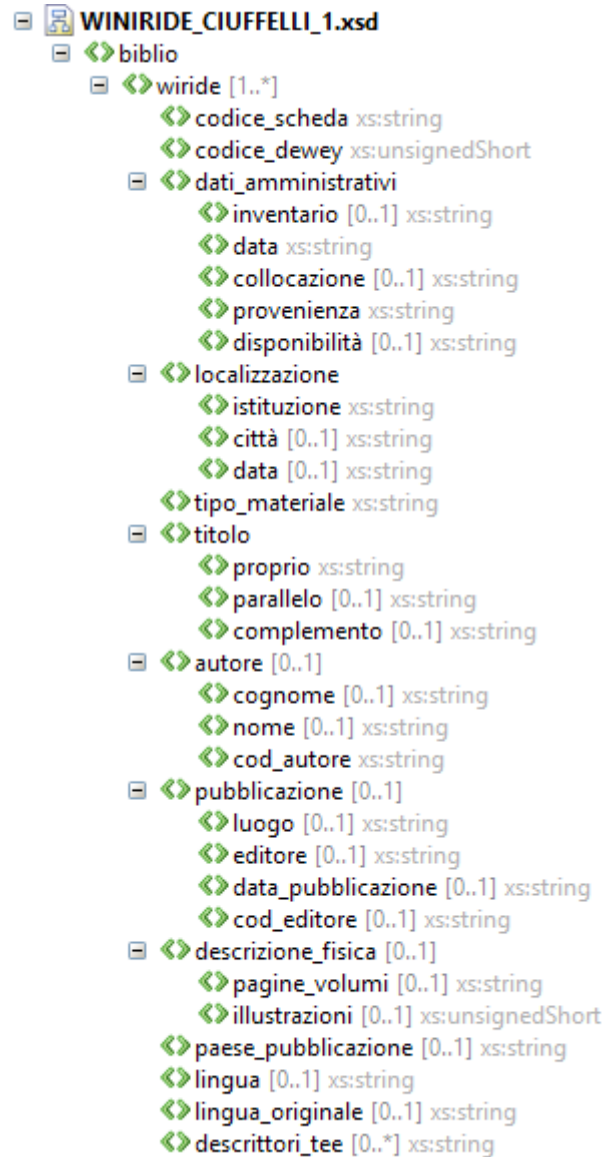 WINIRIDE_CIUFFELLI_1.xsd
biblio
wiride [1..*]
codice_scheda xs:string
codice_dewey xs:unsignedShort
dati_amministrativi
inventario [0..1] xs:string
data xs:string
collocazione [0..1] xs:string
provenienza xs:string
disponibilità [0..1] xs:string
localizzazione
istituzione xs:string
città [0..1] xs:string
data [0..1] xs:string
tipo_materiale xs:string
titolo
proprio xs:string
parallelo [0..1] xs:string
complemento [0..1] xs:string
autore [0..1]
cognome [0..1] xs:string
nome [0..1] xs:string
cod_autore xs:string
pubblicazione [0..1]
luogo [0..1] xs:string
editore [0..1] xs:string
data_pubblicazione [0..1] xs:string
cod_editore [0..1] xs:string
descrizione_fisica [0..1]
pagine_volumi [0..1] xs:string
illustrazioni [0..1] xs:unsignedShort
paese_pubblicazione [0..1] xs:string
lingua [0..1] xs:string
lingua_originale [0..1] xs:string
descrittori_tee [0..*] xs:string